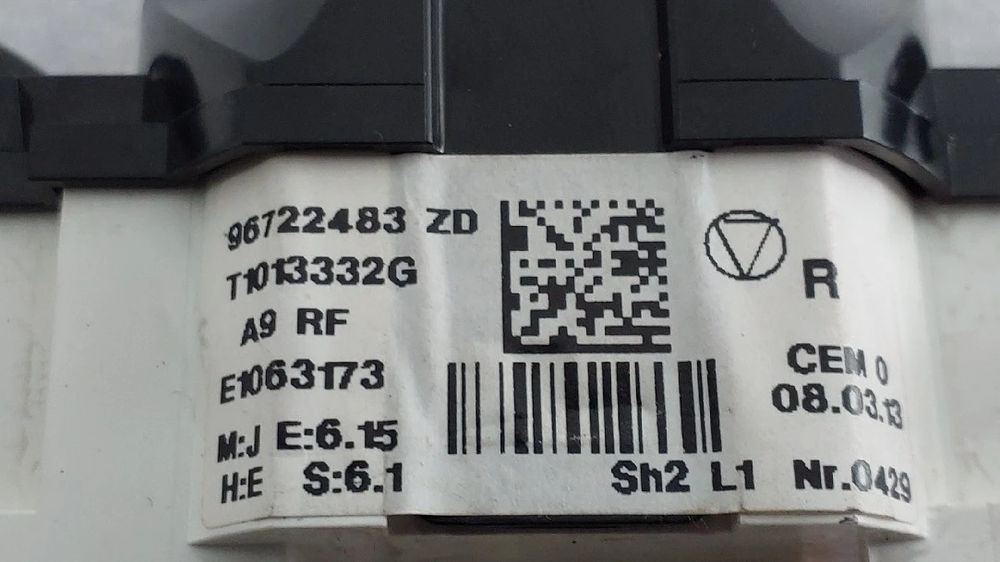 96722483 ZD
T1013332G
A9 RF
E1063173
M:J E:6.15
H:E S:6.1
R
CEM 0
08.03.13
Sh2 L1 Nr.0429